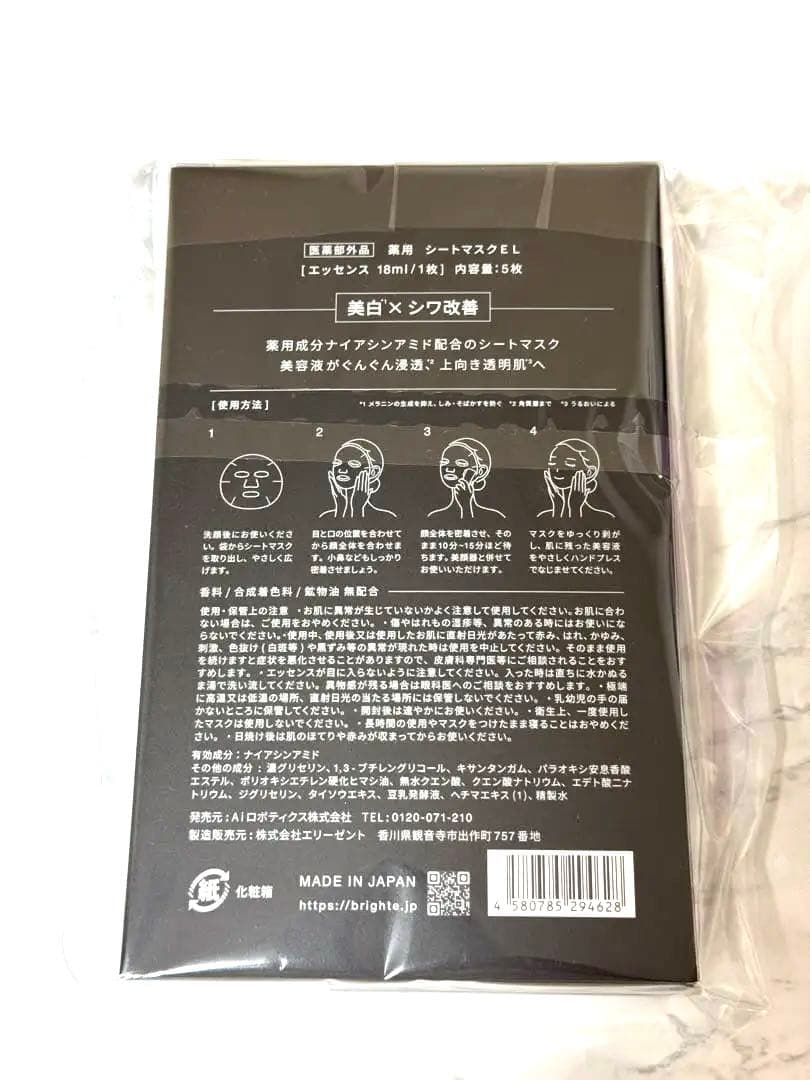 医薬部外品 薬用 シートマスクEL
[エッセンス 18ml/1枚] 内容量:5枚
美白*1×シワ改善
薬用成分ナイアシンアミド配合のシートマスク
美容液がぐんぐん浸透、*2 上向き透明肌*3へ
[使用方法] *1 メラニンの生成を抑え、しみ・そばかすを防ぐ *2 角質層まで *3 うるおいによる
1 2 3 4
洗顔後にお使いくださ
い。袋からシートマスク
を取り出し、やさしく広
げます。
目と口の位置を合わせて
から顔全体を合わせま
す。小鼻などもしっかり
密着させましょう。
顔全体を密着させ、その
まま10分~15分ほど待
ちます。美顔器と併せて
お使いいただけます。
マスクをゆっくり剥が
し、肌に残った美容液
をやさしくハンドプレス
でなじませてください。
香料/合成着色料/鉱物油 無配合
使用・保管上の注意 ・お肌に異常が生じていないかよく注意して使用してください。お肌に合わ
ない場合は、ご使用をおやめください。・傷やはれもの湿疹等、異常のある時にはお使いにな
らないでください。・使用中、使用後又は使用したお肌に直射日光があたって赤み、はれ、かゆみ、
刺激、色抜け(白斑等)や黒ずみ等の異常が現れた時は使用を中止してください。そのまま使用
を続けますと症状を悪化させることがありますので、皮膚科専門医等にご相談されることをおす
すめします。・エッセンスが目に入らないように注意してください。入った時は直ちに水かぬる
ま湯で洗い流してください。異物感が残る場合は眼科医へのご相談をおすすめします。・極端
に高温又は低温の場所、直射日光の当たる場所には保管しないでください。・乳幼児の手の届
かないところに保管してください。・開封後は速やかにお使いください。・衛生上、一度使用し
たマスクは使用しないでください。・長時間の使用やマスクをつけたまま寝ることはおやめくだ
さい。・日焼け後は肌のほてりや赤みが収まってからお使いください。
有効成分:ナイアシンアミド
その他の成分:濃グリセリン、1,3-ブチレングリコール、キサンタンガム、パラオキシ安息香酸
エステル、ポリオキシエチレン硬化ヒマシ油、無水クエン酸、クエン酸ナトリウム、エデト酸二ナ
トリウム、ジグリセリン、タイソウエキス、豆乳発酵液、ヘチマエキス(1)、精製水
発売元:Aiロボティクス株式会社 TEL:0120-071-210
製造販売元:株式会社エリーゼント 香川県観音寺市出作町757番地
紙 化粧箱
MADE IN JAPAN
https://brighte.jp
4 580785 294628